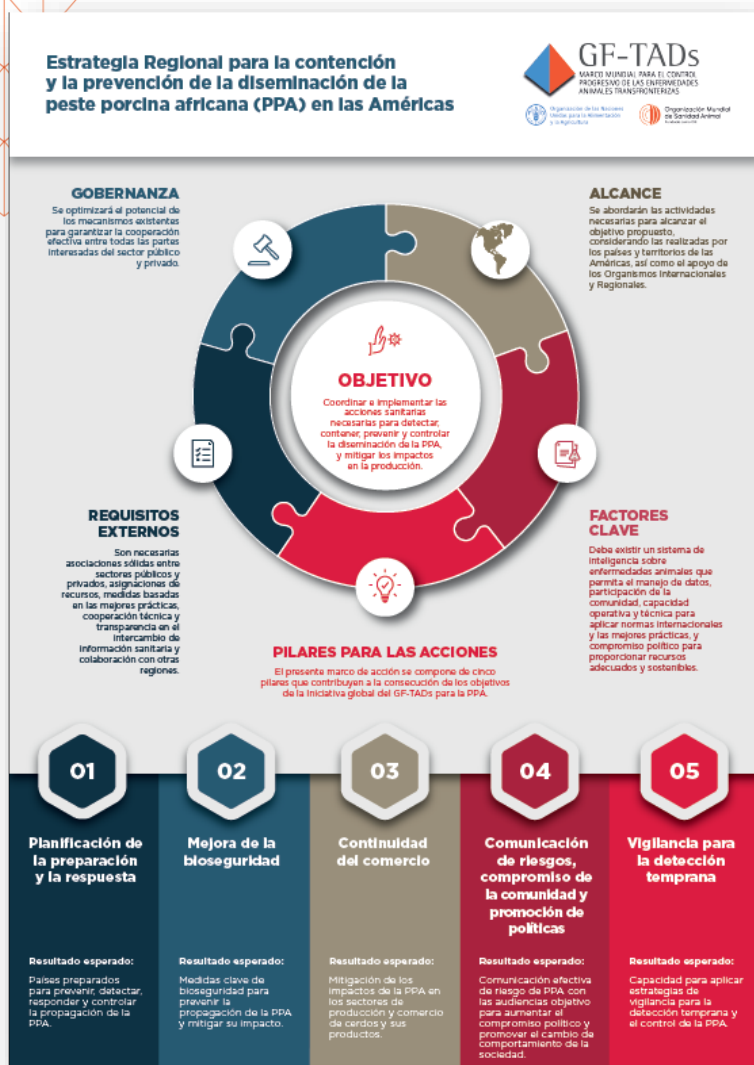 Estrategia Regional para la contención
y la prevención de la diseminación de la
peste porcina africana (PPA) en las Américas
GF-TADs
MARCO MUNDIAL PARA EL CONTROL
PROGRESIVO DE LAS ENFERMEDADES
ANIMALES TRANSFRONTERIZAS
Organización de las Naciones
Unidas para la Alimentación
y la Agricultura
Organización Mundial
de Sanidad Animal
GOBERNANZA
Se optimizará el potencial de
los mecanismos existentes
para garantizar la cooperación
efectiva entre todas las partes
interesadas del sector público
y privado.
ALCANCE
Se abordarán las actividades
necesarias para alcanzar el
objetivo propuesto,
considerando las realizadas por
los países y territorios de las
Américas, así como el apoyo de
los Organismos Internacionales
y Regionales.
OBJETIVO
Coordinar e implementar las
acciones sanitarias
necesarias para detectar,
contener, prevenir y controlar
la diseminación de la PPA,
y mitigar los impactos
en la producción.
REQUISITOS
EXTERNOS
Son necesarias
asociaciones sólidas entre
sectores públicos y
privados, asignaciones de
recursos, medidas basadas
en las mejores prácticas,
cooperación técnica y
transparencia en el
intercambio de
información sanitaria y
colaboración con otras
regiones.
FACTORES
CLAVE
Debe existir un sistema de
inteligencia sobre
enfermedades animales que
permita el manejo de datos,
participación de la
comunidad, capacidad
operativa y técnica para
aplicar normas internacionales
y las mejores prácticas, y
compromiso político para
proporcionar recursos
adecuados y sostenibles.
PILARES PARA LAS ACCIONES
El presente marco de acción se compone de cinco
pilares que contribuyen a la consecución de los objetivos
de la iniciativa global del GF-TADs para la PPA.
01
Planificación de
la preparación
y la respuesta
Resultado esperado:
Países preparados
para prevenir, detectar,
responder y controlar
la propagación de la
PPA.
02
Mejora de la
bioseguridad
Resultado esperado:
Medidas clave de
bioseguridad para
prevenir la
propagación de la PPA
y mitigar su impacto.
03
Continuidad
del comercio
Resultado esperado:
Mitigación de los
impactos de la PPA en
los sectores de
producción y comercio
de cerdos y sus
productos.
04
Comunicación
de riesgos,
compromiso de
la comunidad y
promoción de
políticas
Resultado esperado:
Comunicación efectiva
de riesgo de PPA con
las audiencias objetivo
para aumentar el
compromiso político y
promover el cambio de
comportamiento de la
sociedad.
05
Vigilancia para
la detección
temprana
Resultado esperado:
Capacidad para aplicar
estrategias de
vigilancia para la
detección temprana y
el control de la PPA.